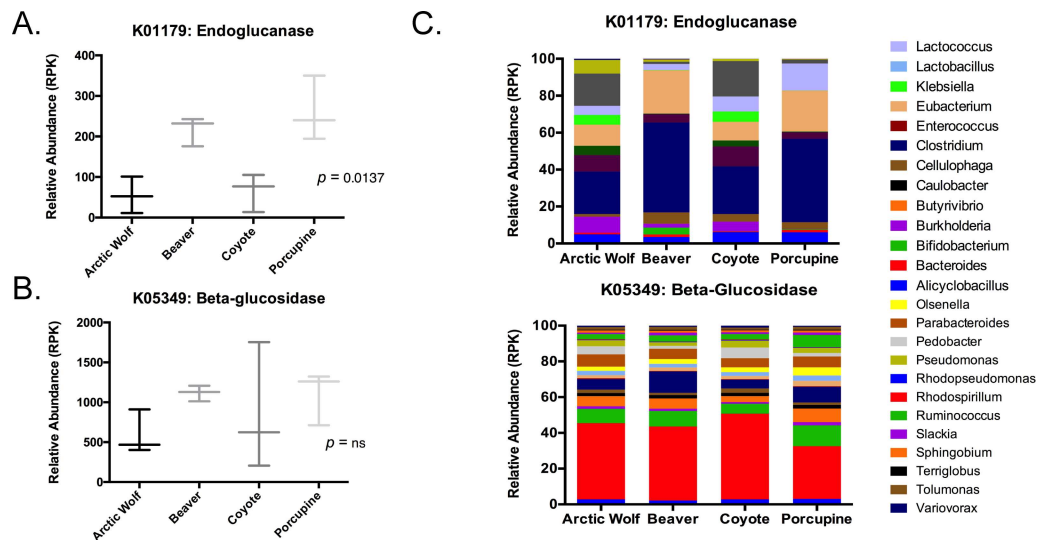 A.
K01179: Endoglucanase
Relative Abundance (RPK)
400
300
200
100
0
p = 0.0137
Arctic Wolf
Beaver
Coyote
Porcupine
B.
K05349: Beta-glucosidase
Relative Abundance (RPK)
2000
1500
1000
500
0
p = ns
Arctic Wolf
Beaver
Coyote
Porcupine
C.
K01179: Endoglucanase
Relative Abundance (RPK)
100
80
60
40
20
0
Arctic Wolf Beaver Coyote Porcupine
K05349: Beta-Glucosidase
Relative Abundance (RPK)
100
80
60
40
20
0
Arctic Wolf Beaver Coyote Porcupine
Lactococcus
Lactobacillus
Klebsiella
Eubacterium
Enterococcus
Clostridium
Cellulophaga
Caulobacter
Butyrivibrio
Burkholderia
Bifidobacterium
Bacteroides
Alicyclobacillus
Olsenella
Parabacteroides
Pedobacter
Pseudomonas
Rhodopseudomonas
Rhodospirillum
Ruminococcus
Slackia
Sphingobium
Terriglobus
Tolumonas
Variovorax